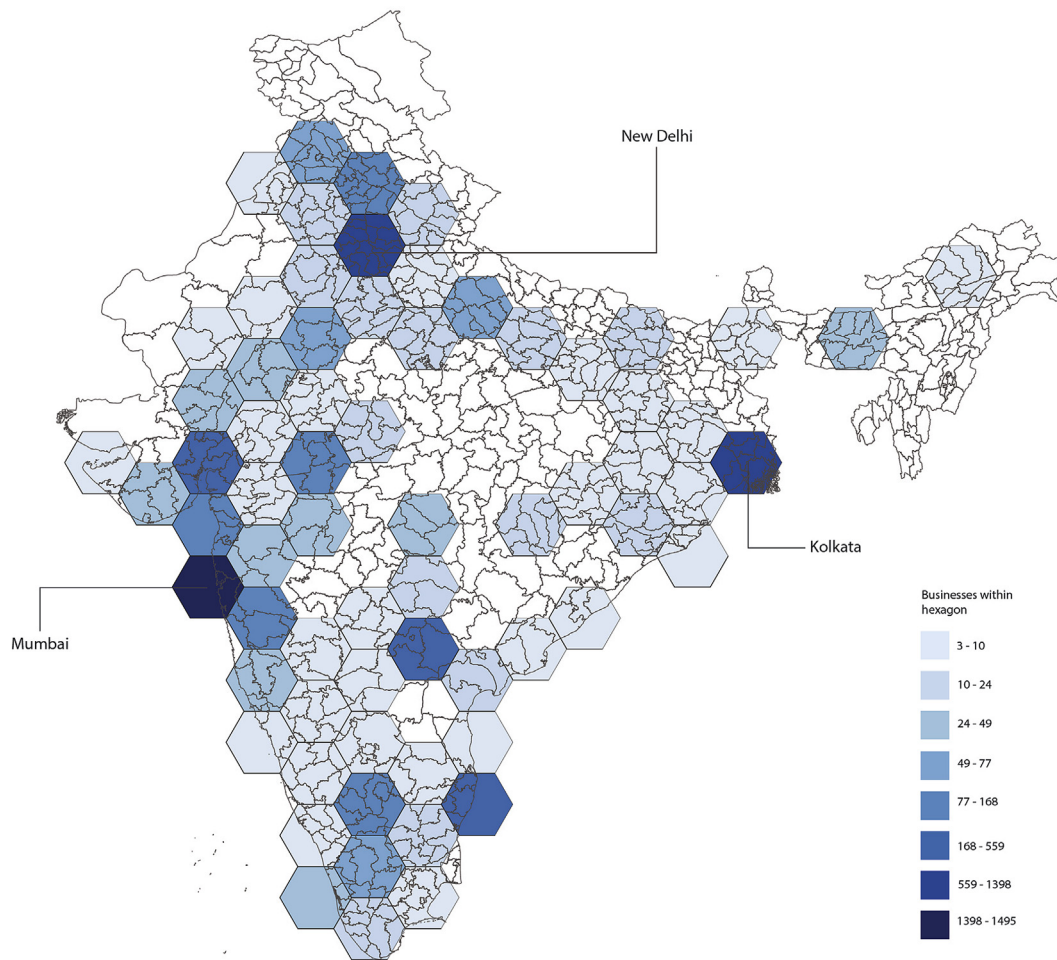 New Delhi
Kolkata
Mumbai
Businesses within
hexagon
3 - 10
10 - 24
24 - 49
49 - 77
77 - 168
168 - 559
559 - 1398
1398 - 1495